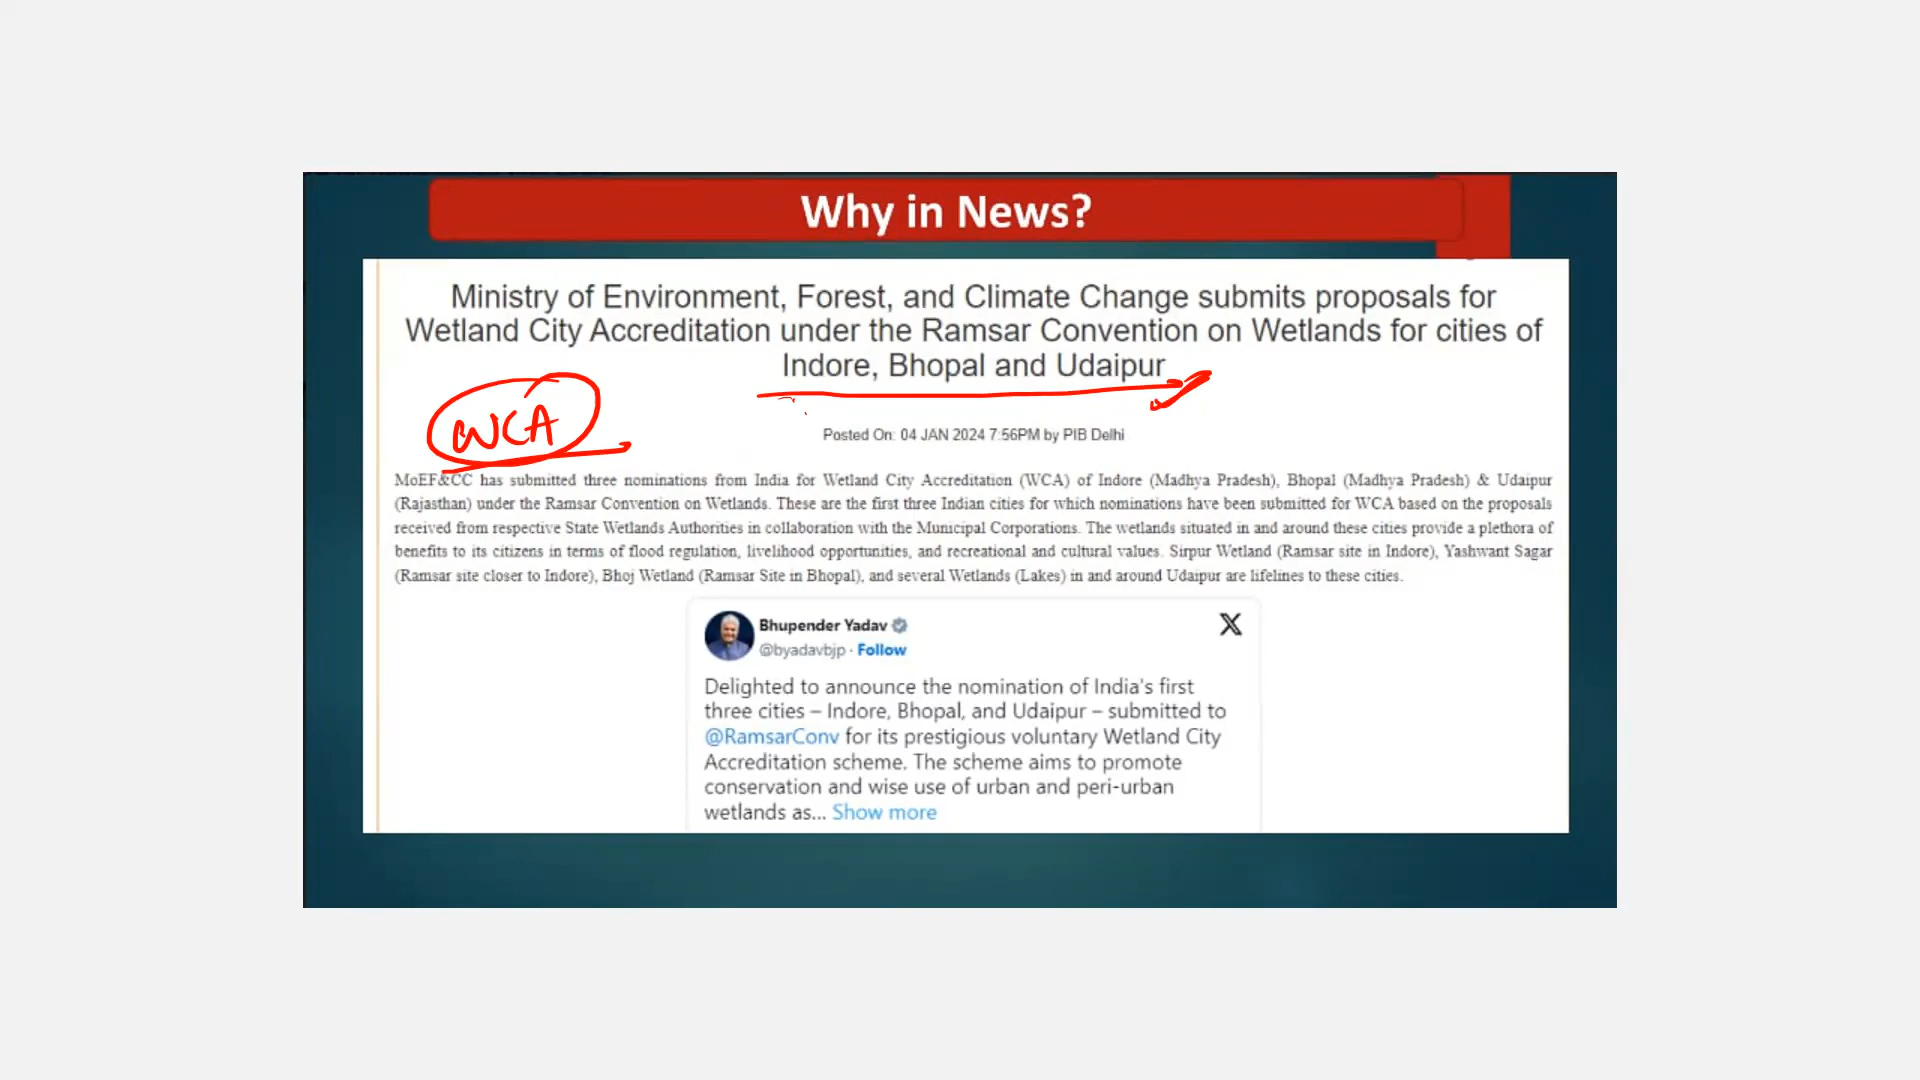 Why in News?
Ministry of Environment, Forest, and Climate Change submits proposals for
Wetland City Accreditation under the Ramsar Convention on Wetlands for cities of
Indore, Bhopal and Udaipur
WCA
Posted On: 04 JAN 2024 7:56PM by PIB Delhi
MoEF&CC has submitted three nominations from India for Wetland City Accreditation (WCA) of Indore (Madhya Pradesh), Bhopal (Madhya Pradesh) & Udaipur
(Rajasthan) under the Ramsar Convention on Wetlands. These are the first three Indian cities for which nominations have been submitted for WCA based on the proposals
received from respective State Wetlands Authorities in collaboration with the Municipal Corporations. The wetlands situated in and around these cities provide a plethora of
benefits to its citizens in terms of flood regulation, livelihood opportunities, and recreational and cultural values. Sirpur Wetland (Ramsar site in Indore), Yashwant Sagar
(Ramsar site closer to Indore), Bhoj Wetland (Ramsar Site in Bhopal), and several Wetlands (Lakes) in and around Udaipur are lifelines to these cities.
Bhupender Yadav
@byadavbjp · Follow
Delighted to announce the nomination of India's first
three cities – Indore, Bhopal, and Udaipur – submitted to
@RamsarConv for its prestigious voluntary Wetland City
Accreditation scheme. The scheme aims to promote
conservation and wise use of urban and peri-urban
wetlands as... Show more